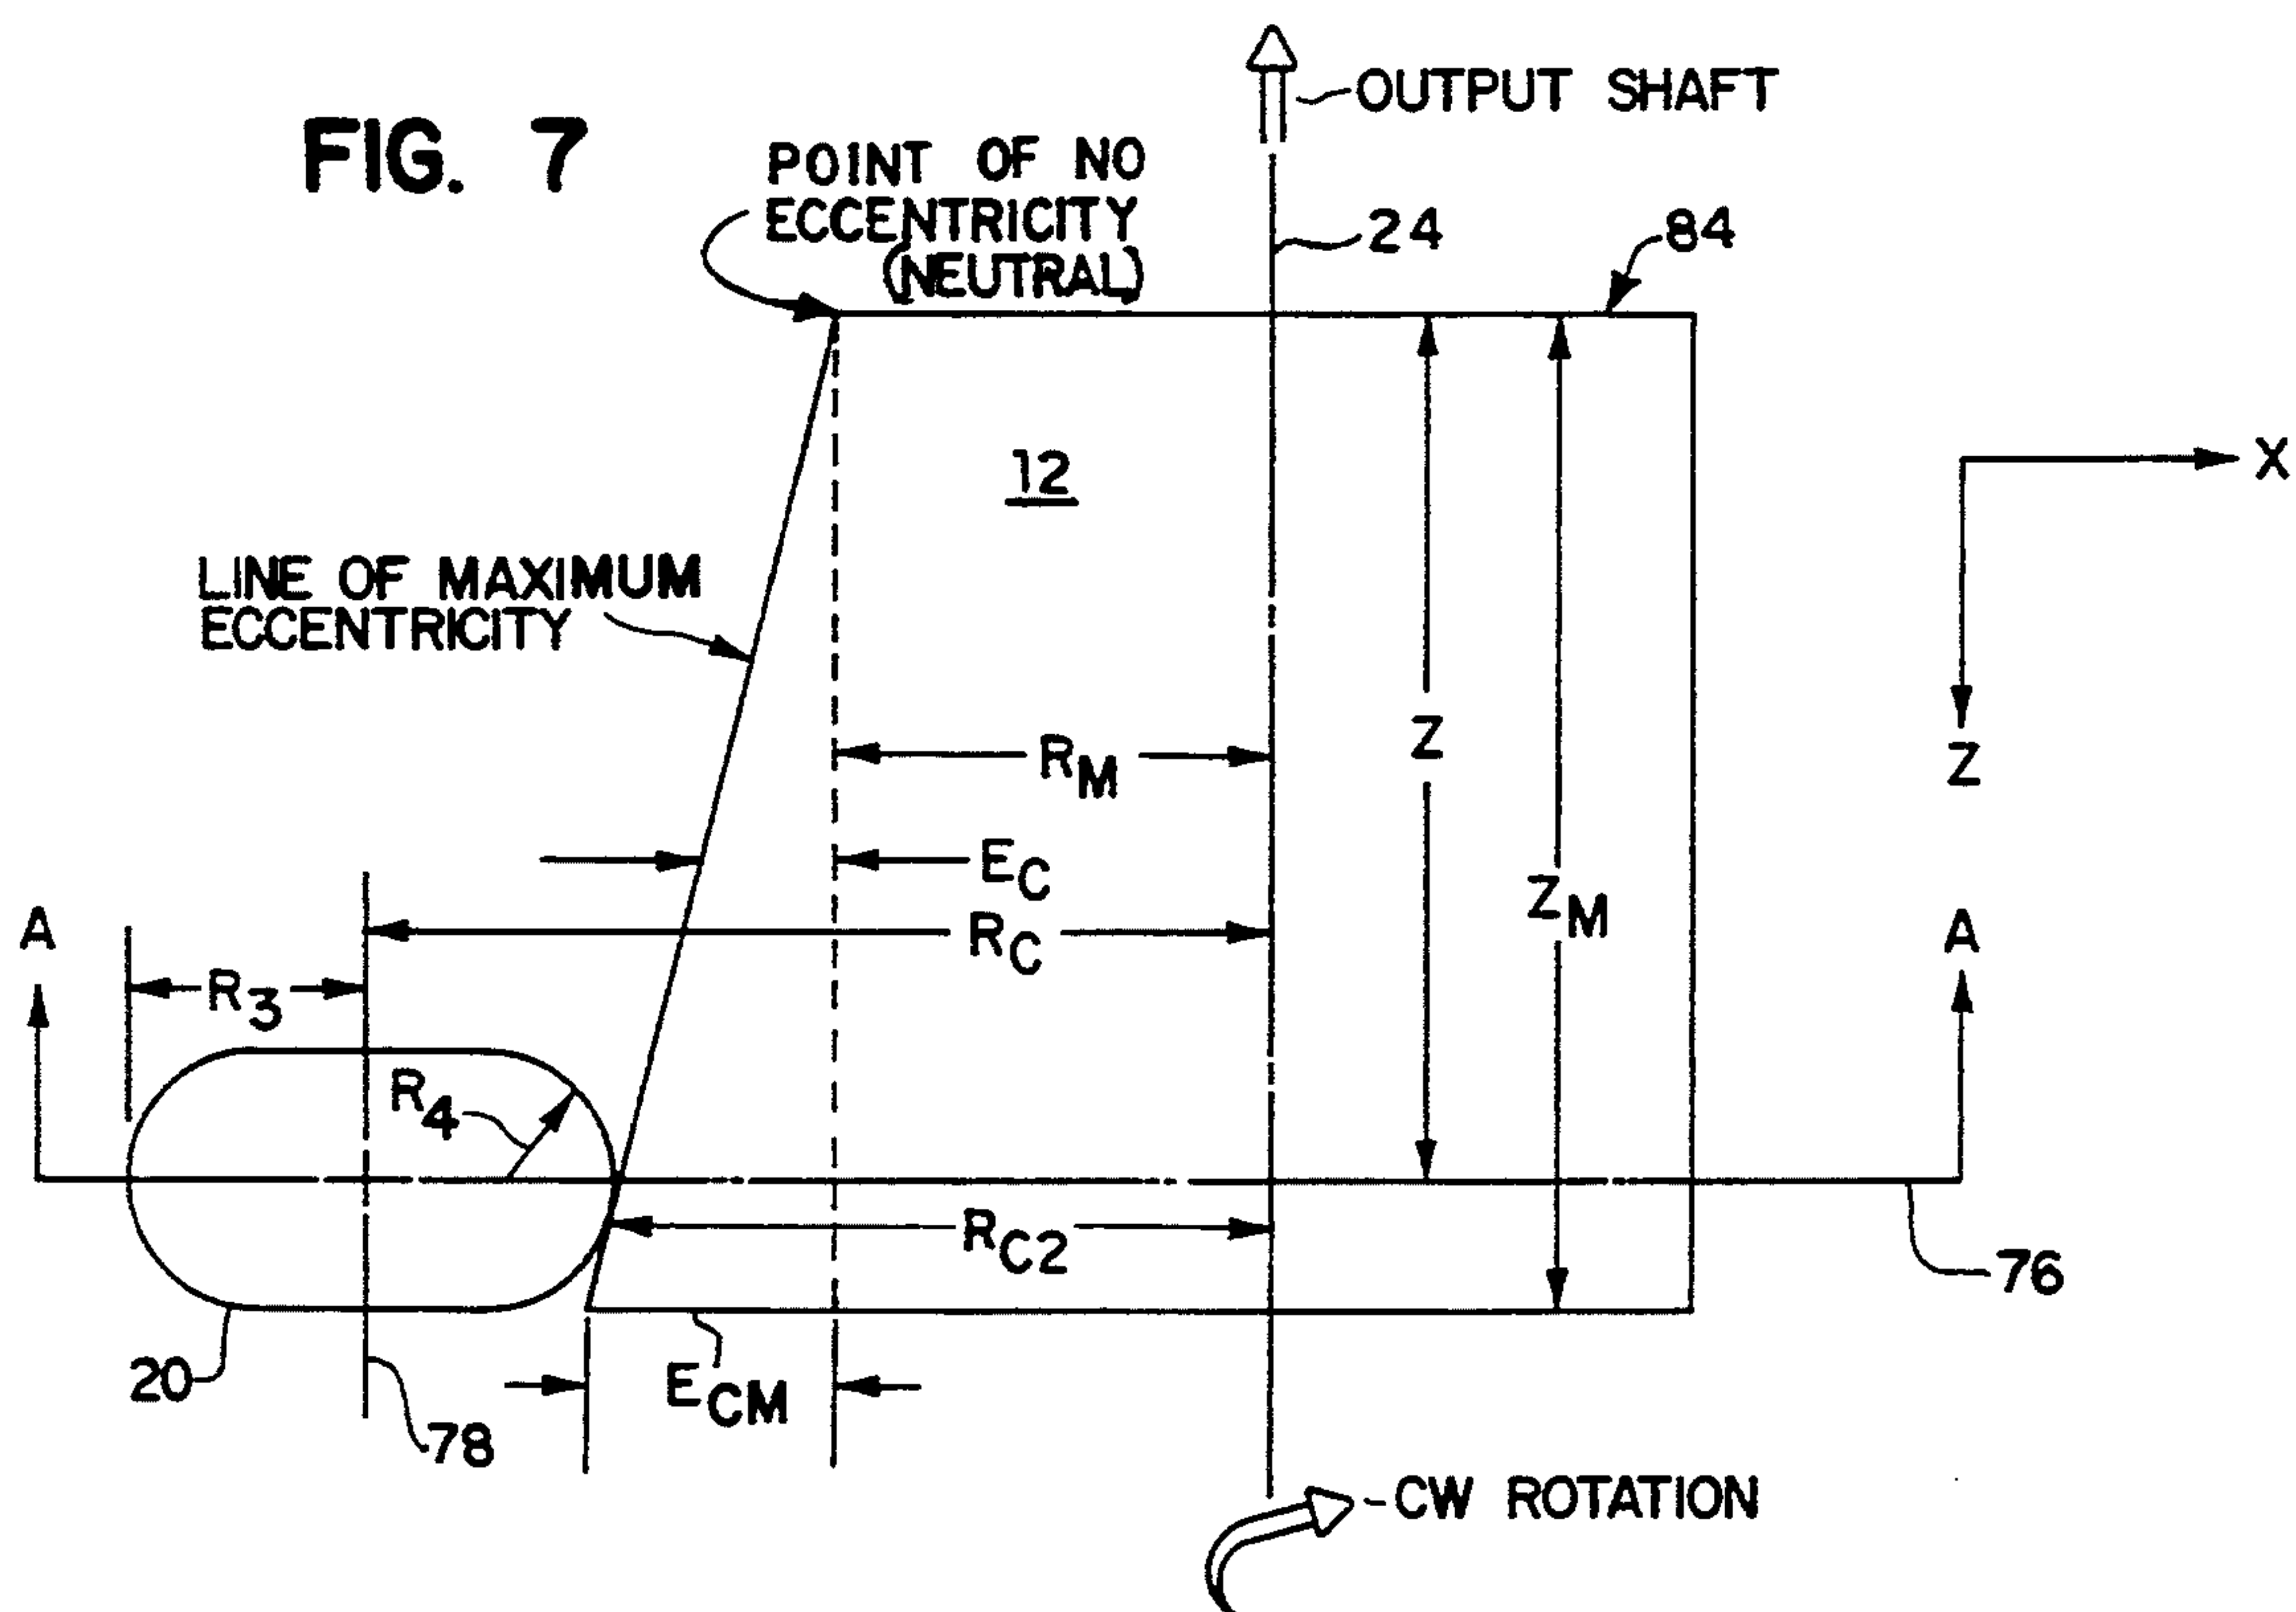 OUTPUT SHAFT
FIG. 7
POINT OF NO
ECCENTRICITY
(NEUTRAL)
24
84
X
12
LINE OF MAXIMUM
ECCENTRICITY
Z
RM
Z
EC
ZM
A
RC
A
R3
R4
RC2
76
20
ECM
78
CW ROTATION